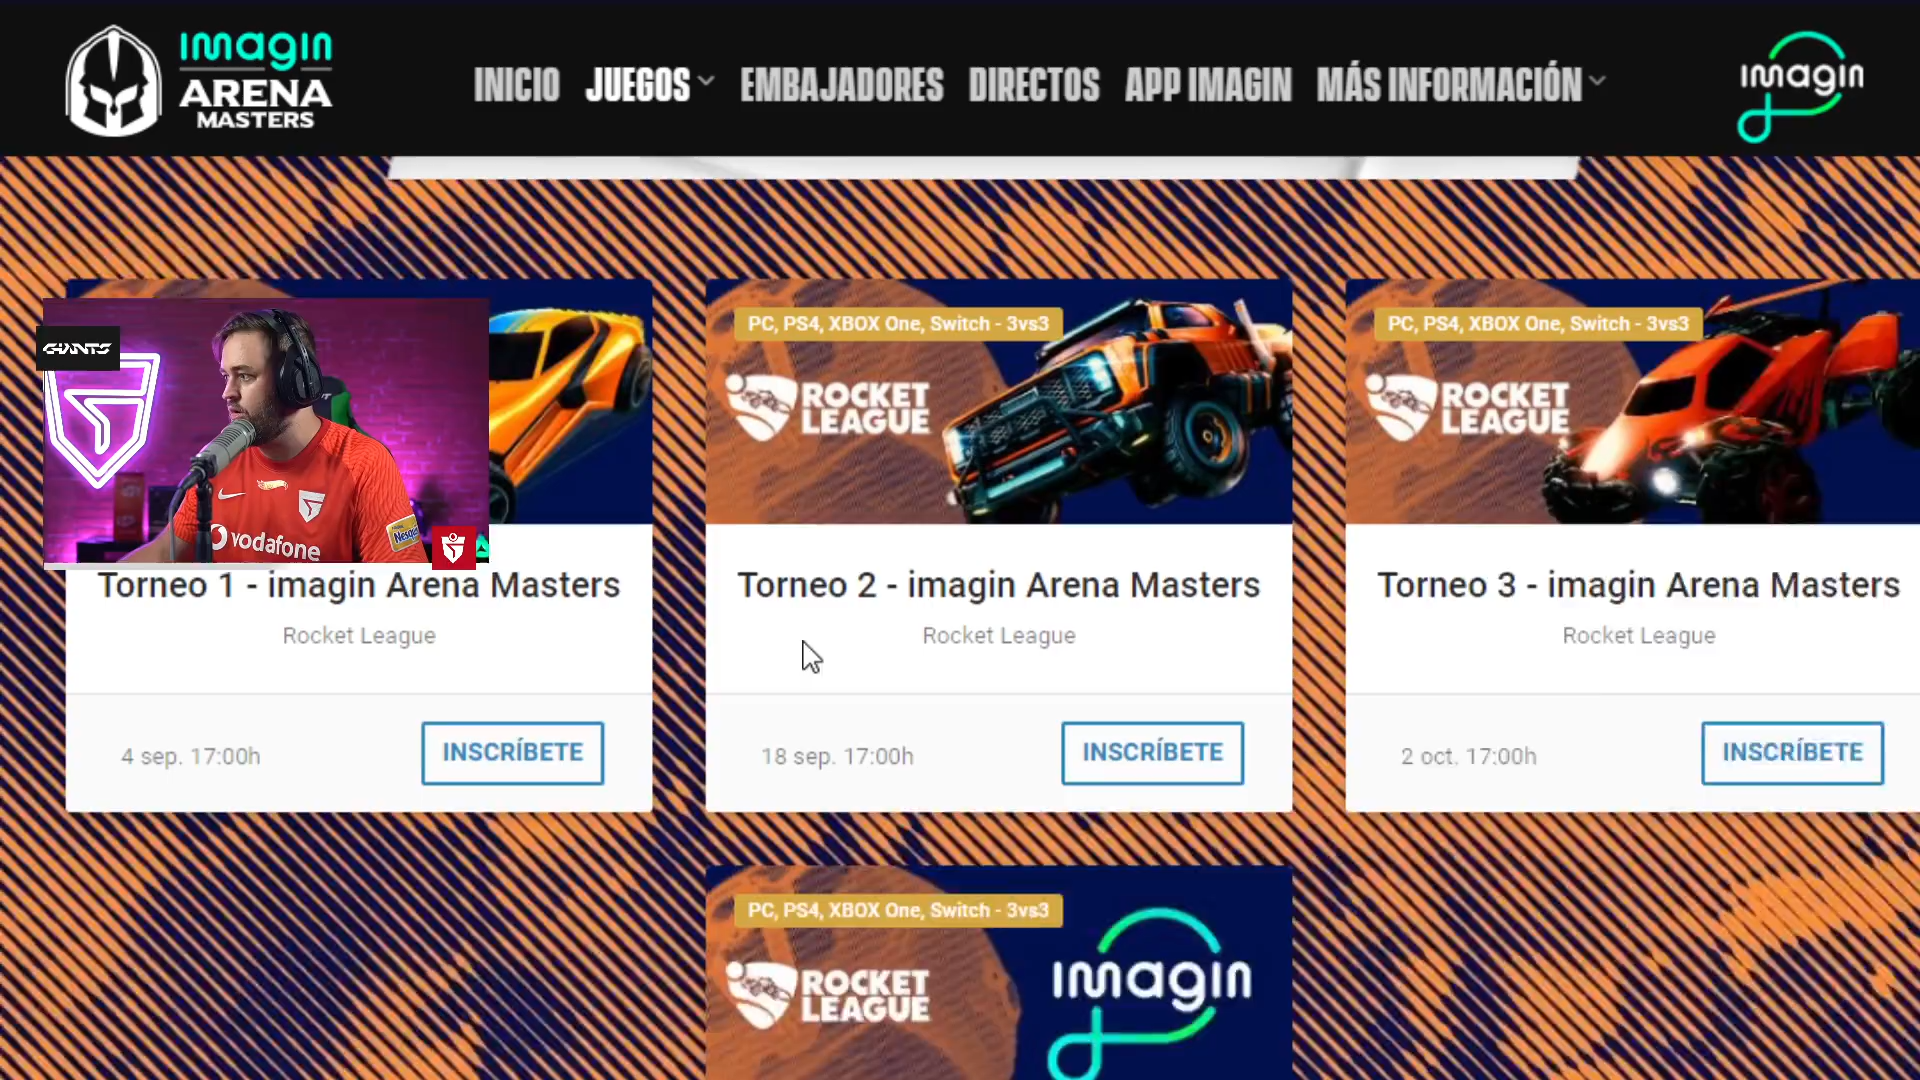 imagin
ARENA
MASTERS
INICIO
JUEGOS
EMBAJADORES
DIRECTOS
APP IMAGIN
MÁS INFORMACIÓN
imagin
GIANTS
vodafone
PC, PS4, XBOX One, Switch - 3vs3
ROCKET
LEAGUE
PC, PS4, XBOX One, Switch - 3vs3
ROCKET
LEAGUE
Torneo 1 - imagin Arena Masters
Rocket League
4 sep. 17:00h
INSCRÍBETE
Torneo 2 - imagin Arena Masters
Rocket League
18 sep. 17:00h
INSCRÍBETE
Torneo 3 - imagin Arena Masters
Rocket League
2 oct. 17:00h
INSCRÍBETE
PC, PS4, XBOX One, Switch - 3vs3
ROCKET
LEAGUE
imagin